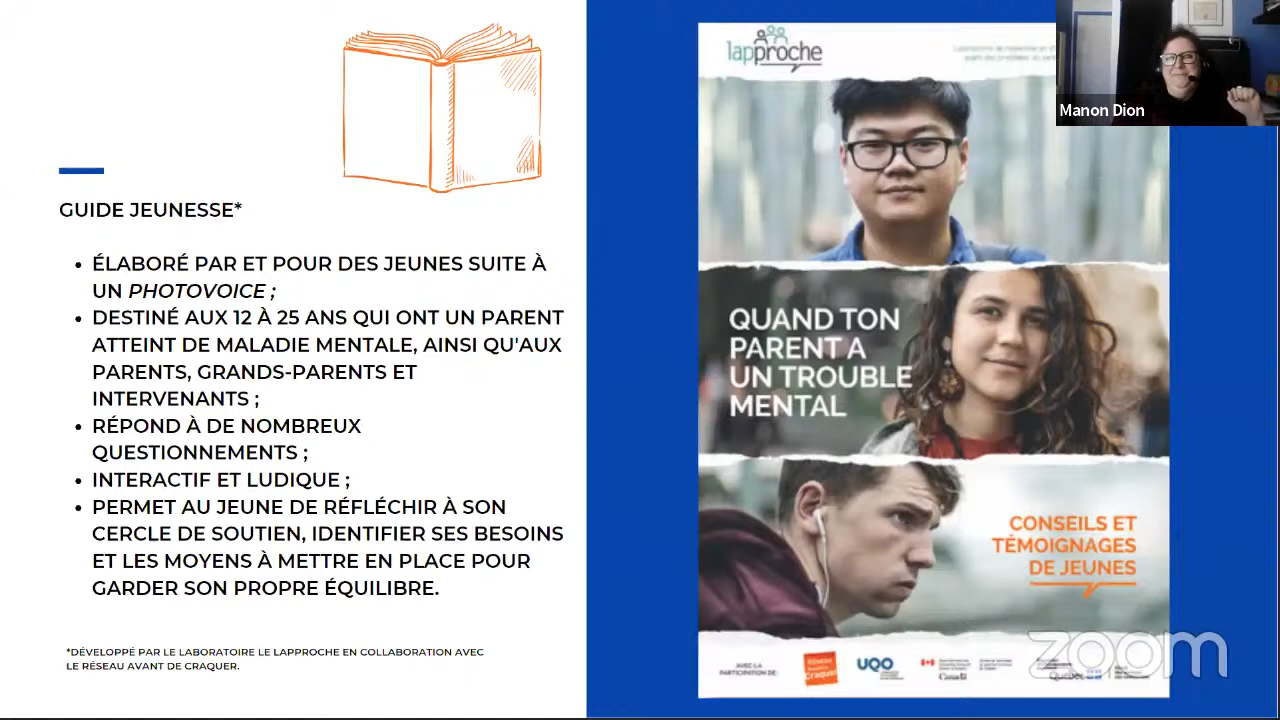 GUIDE JEUNESSE*
ÉLABORÉ PAR ET POUR DES JEUNES SUITE À
UN PHOTOVOICE ;
DESTINÉ AUX 12 À 25 ANS QUI ONT UN PARENT
ATTEINT DE MALADIE MENTALE, AINSI QU'AUX
PARENTS, GRANDS-PARENTS ET
INTERVENANTS ;
RÉPOND À DE NOMBREUX
QUESTIONNEMENTS ;
INTERACTIF ET LUDIQUE ;
PERMET AU JEUNE DE RÉFLÉCHIR À SON
CERCLE DE SOUTIEN, IDENTIFIER SES BESOINS
ET LES MOYENS À METTRE EN PLACE POUR
GARDER SON PROPRE ÉQUILIBRE.
*DÉVELOPPÉ PAR LE LABORATOIRE LE LAPPROCHE EN COLLABORATION AVEC
LE RÉSEAU AVANT DE CRAQUER.
lapproche
QUAND TON
PARENT A
UN TROUBLE
MENTAL
CONSEILS ET
TÉMOIGNAGES
DE JEUNES
AVEC LA
PARTICIPATION DE:
Craquer
UQO
Canada
Manon Dion
zoom